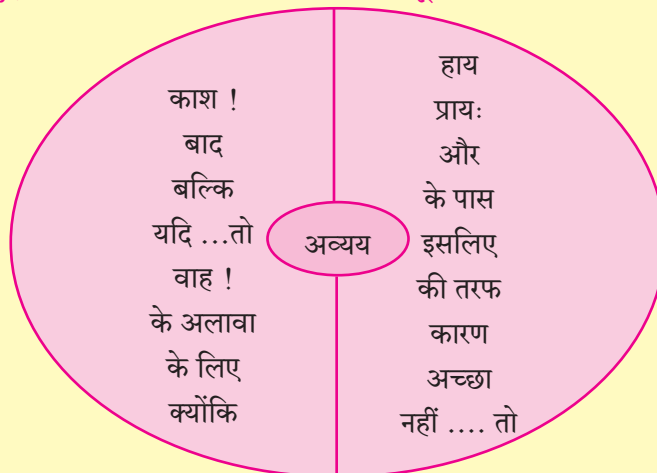 काश !
बाद
बल्कि
यदि ...तो
वाह !
के अलावा
के लिए
क्योंकि
अव्यय
हाय
प्रायः
और
के पास
इसलिए
की तरफ
कारण
अच्छा
नहीं .... तो